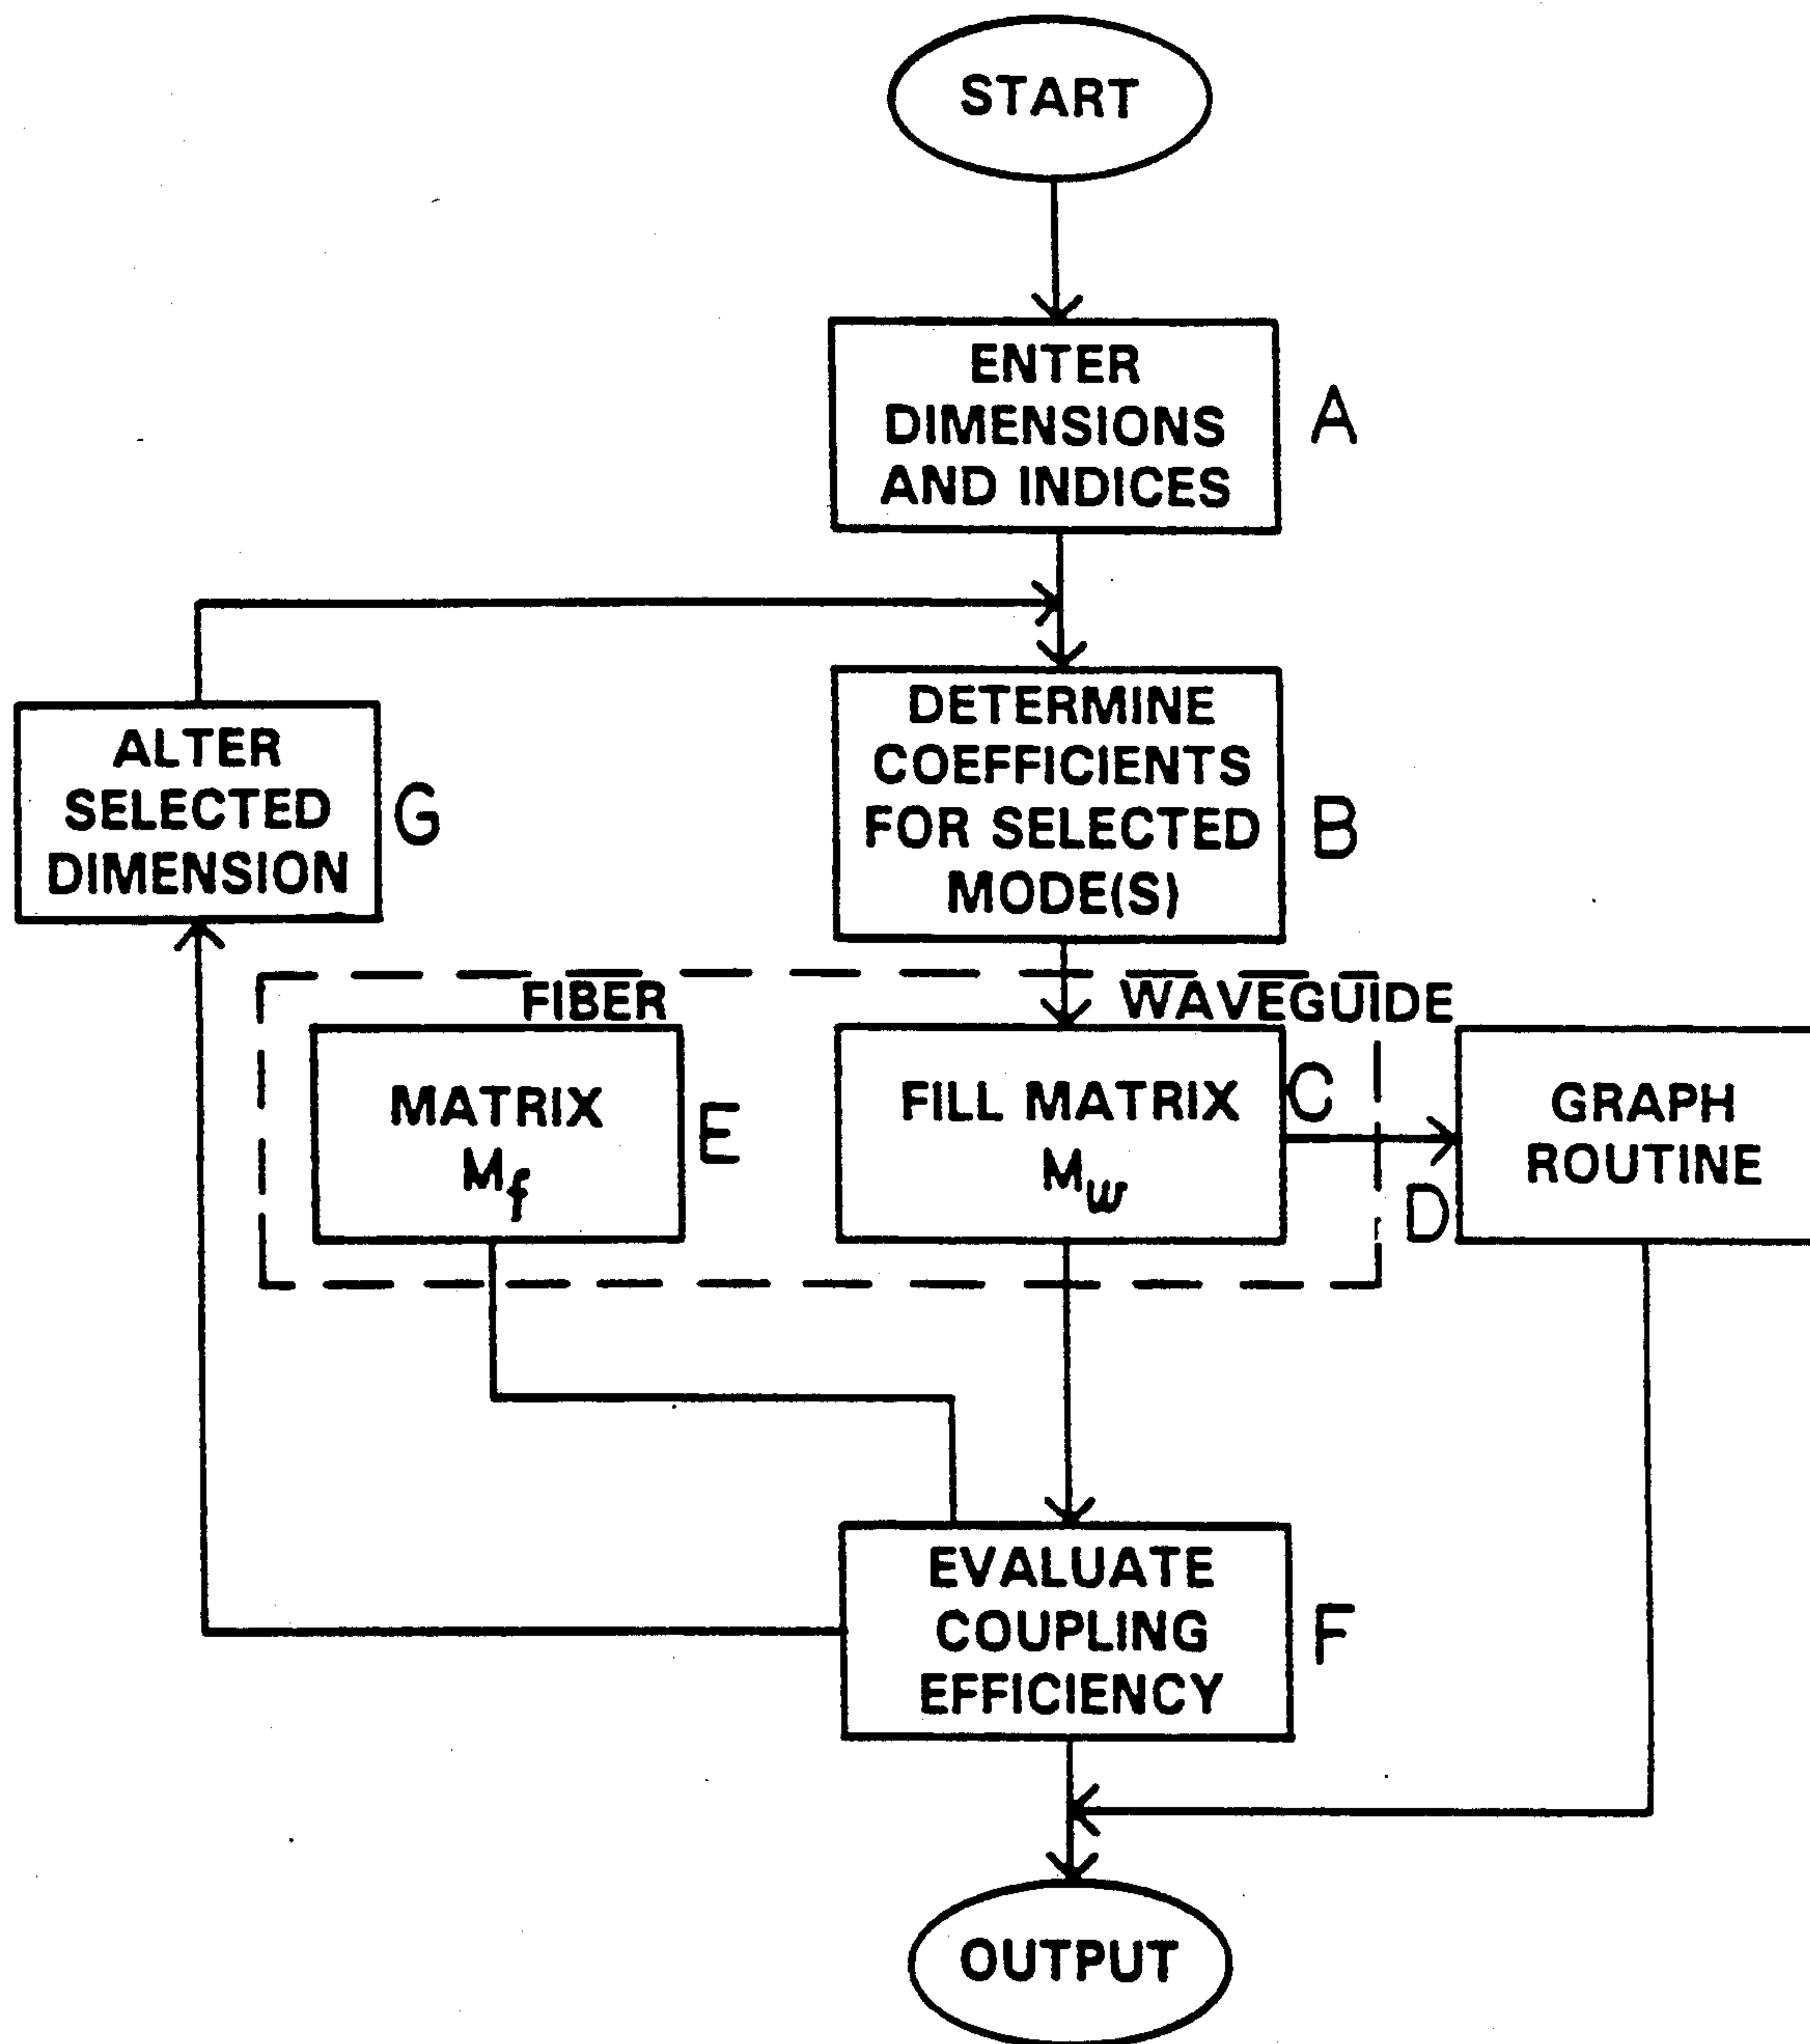 START
ENTER
DIMENSIONS
AND INDICES
A
DETERMINE
COEFFICIENTS
FOR SELECTED
MODE(S)
B
ALTER
SELECTED
DIMENSION
G
FIBER
WAVEGUIDE
MATRIX
Mf
E
FILL MATRIX
Mw
C
GRAPH
ROUTINE
D
EVALUATE
COUPLING
EFFICIENCY
F
OUTPUT